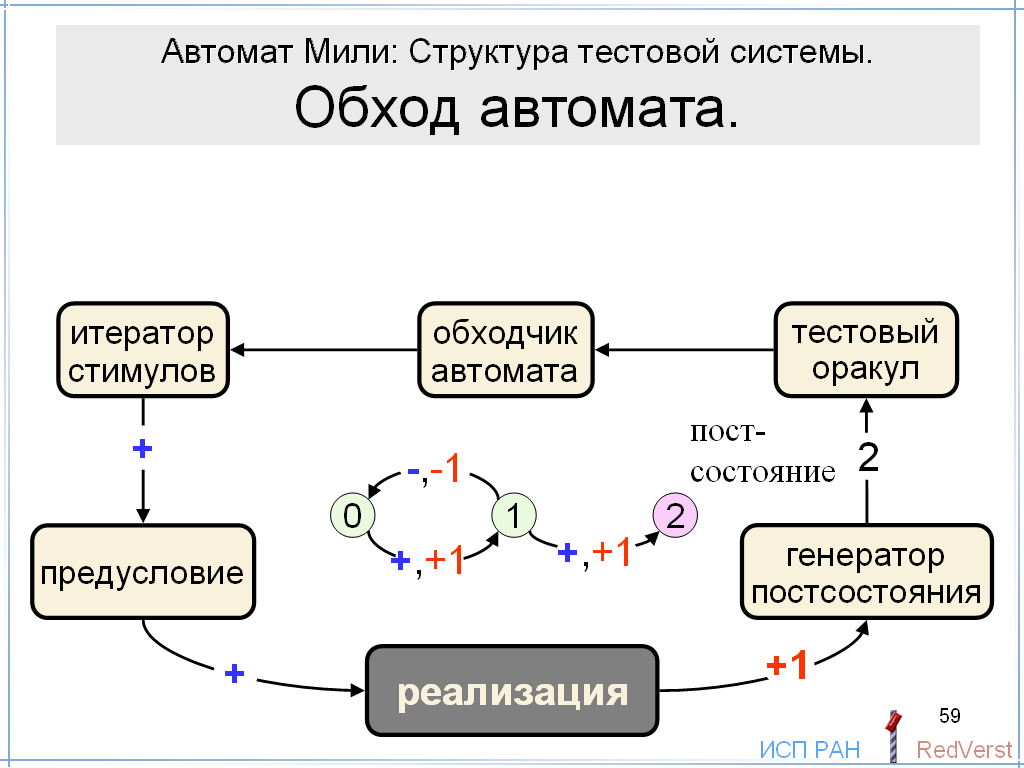 Автомат Мили: Структура тестовой системы.
Обход автомата.
итератор
стимулов
обходчик
автомата
тестовый
оракул
+
пост-
состояние
2
-,-1
0
1
2
+,+1
+,+1
предусловие
генератор
постсостояния
+
реализация
+1
59
ИСП РАН
RedVerst